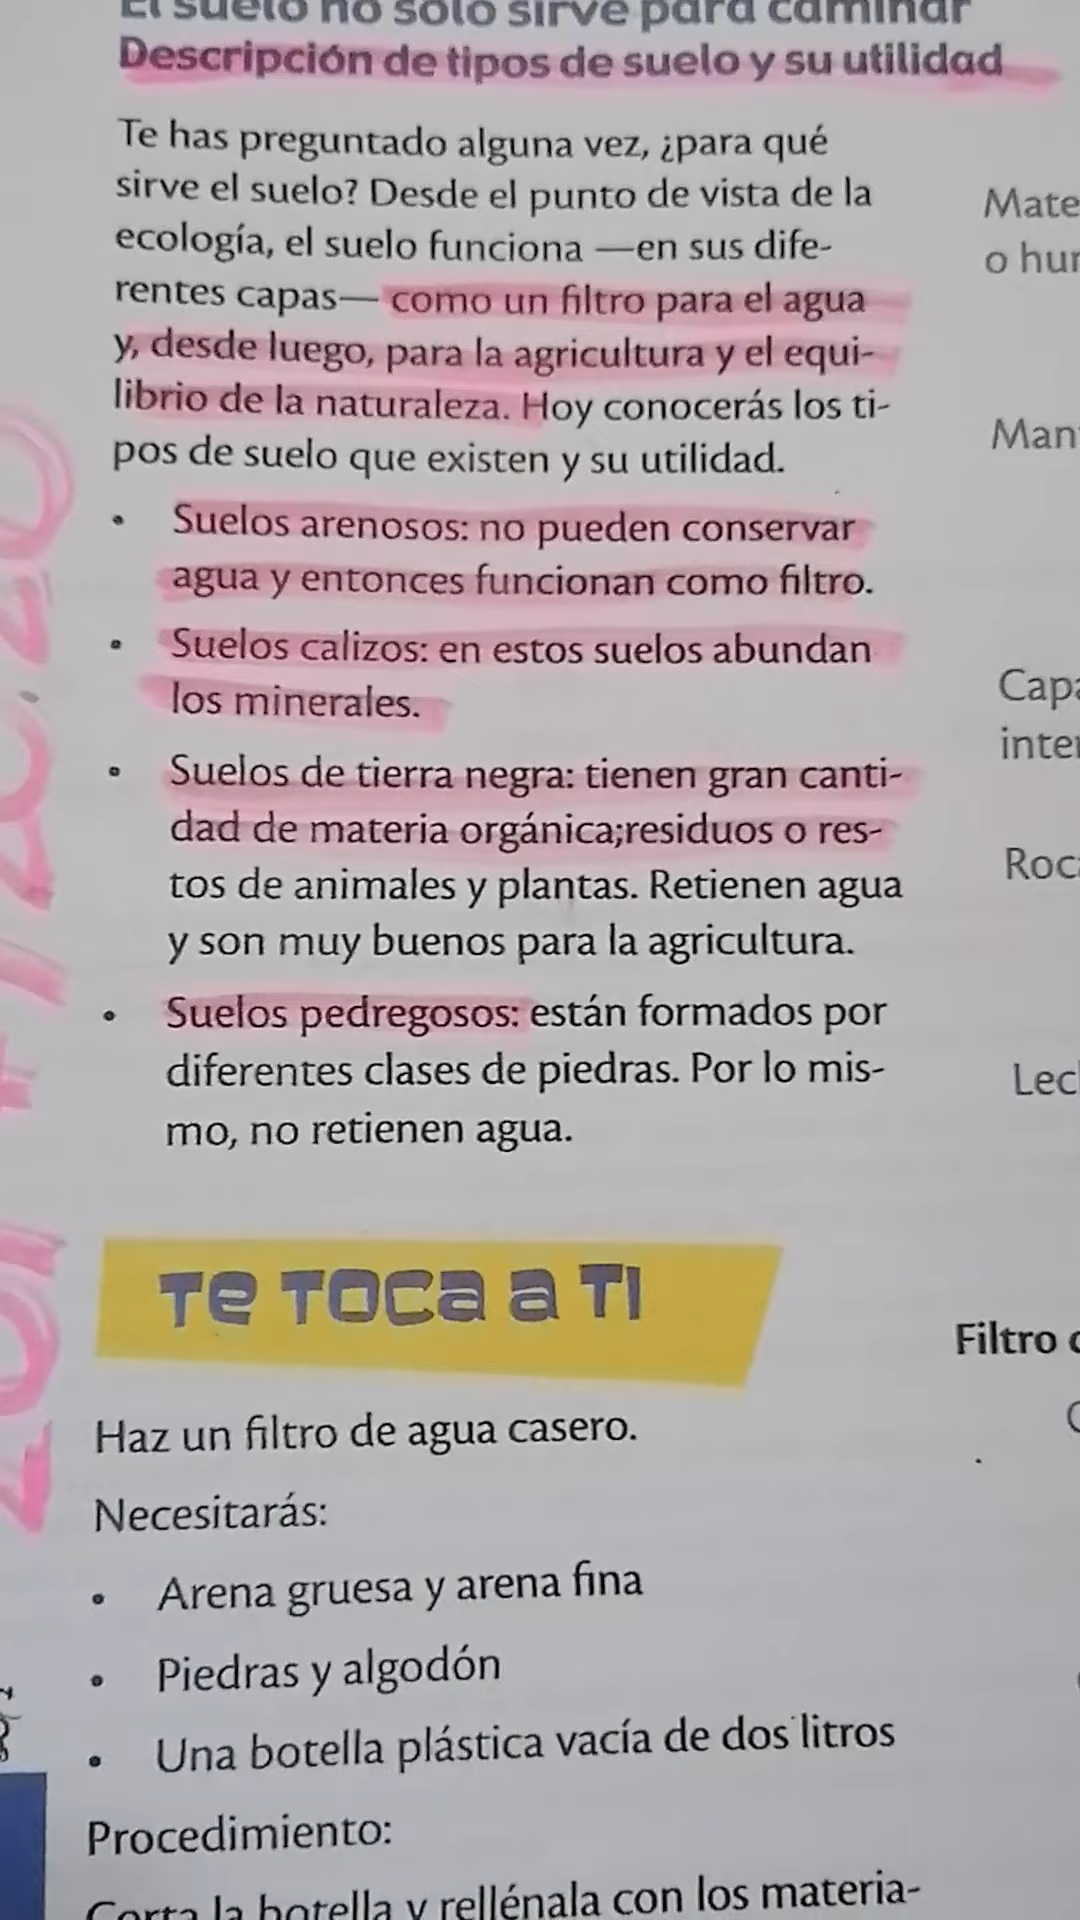 El suelo no solo sirve para caminar
Descripción de tipos de suelo y su utilidad
Te has preguntado alguna vez, ¿para qué
sirve el suelo? Desde el punto de vista de la
ecología, el suelo funciona —en sus dife-
rentes capas— como un filtro para el agua
y, desde luego, para la agricultura y el equi-
librio de la naturaleza. Hoy conocerás los ti-
pos de suelo que existen y su utilidad.
• Suelos arenosos: no pueden conservar
agua y entonces funcionan como filtro.
• Suelos calizos: en estos suelos abundan
los minerales.
• Suelos de tierra negra: tienen gran canti-
dad de materia orgánica;residuos o res-
tos de animales y plantas. Retienen agua
y son muy buenos para la agricultura.
• Suelos pedregosos: están formados por
diferentes clases de piedras. Por lo mis-
mo, no retienen agua.
Te Toca a Ti
Haz un filtro de agua casero.
Necesitarás:
• Arena gruesa y arena fina
• Piedras y algodón
• Una botella plástica vacía de dos litros
Procedimiento:
Corta la botella y rellénala con los materia-
o
Filtro